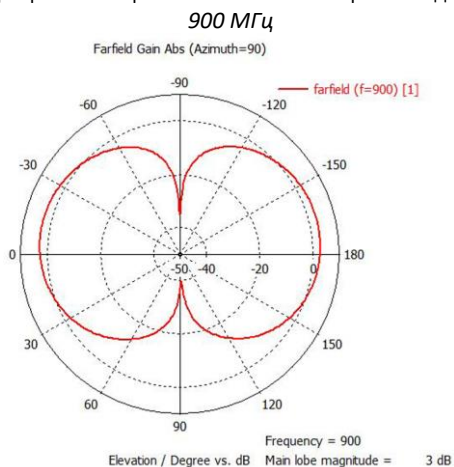 900 МГц
Farfield Gain Abs (Azimuth=90)
farfield (f=900) [1]
-90
-60
-120
-30
-150
0
180
-50
-40
-20
0
30
150
60
120
90
Frequency = 900
Elevation / Degree vs. dB
Main lobe magnitude = 3 dB